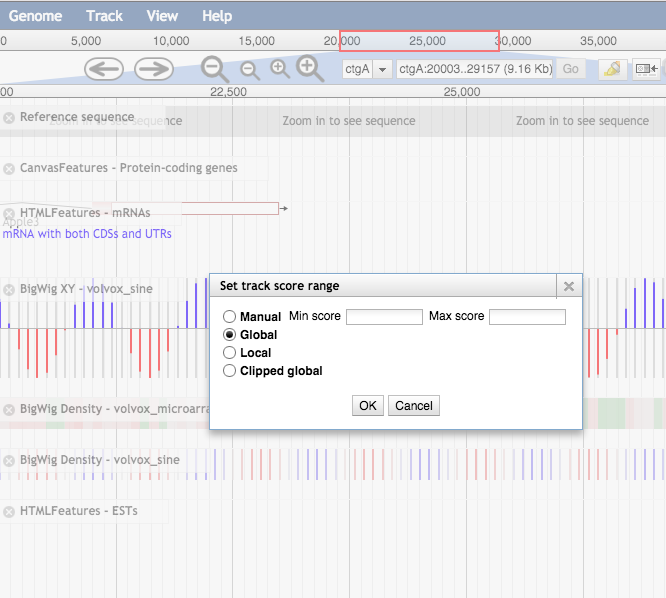 Genome Track View Help
0 5,000 10,000 15,000 20,000 25,000 30,000 35,000
ctgA ctgA:20003..29157 (9.16 Kb) Go
00 22,500 25,000
Reference sequence
Zoom in to see sequence Zoom in to see sequence Zoom in to see sequence
CanvasFeatures - Protein-coding genes
HTMLFeatures - mRNAs
Apple3
mRNA with both CDSs and UTRs
BigWig XY - volvox_sine
Set track score range
Manual Min score Max score
Global
Local
Clipped global
OK Cancel
BigWig Density - volvox_microarra
BigWig Density - volvox_sine
HTMLFeatures - ESTs